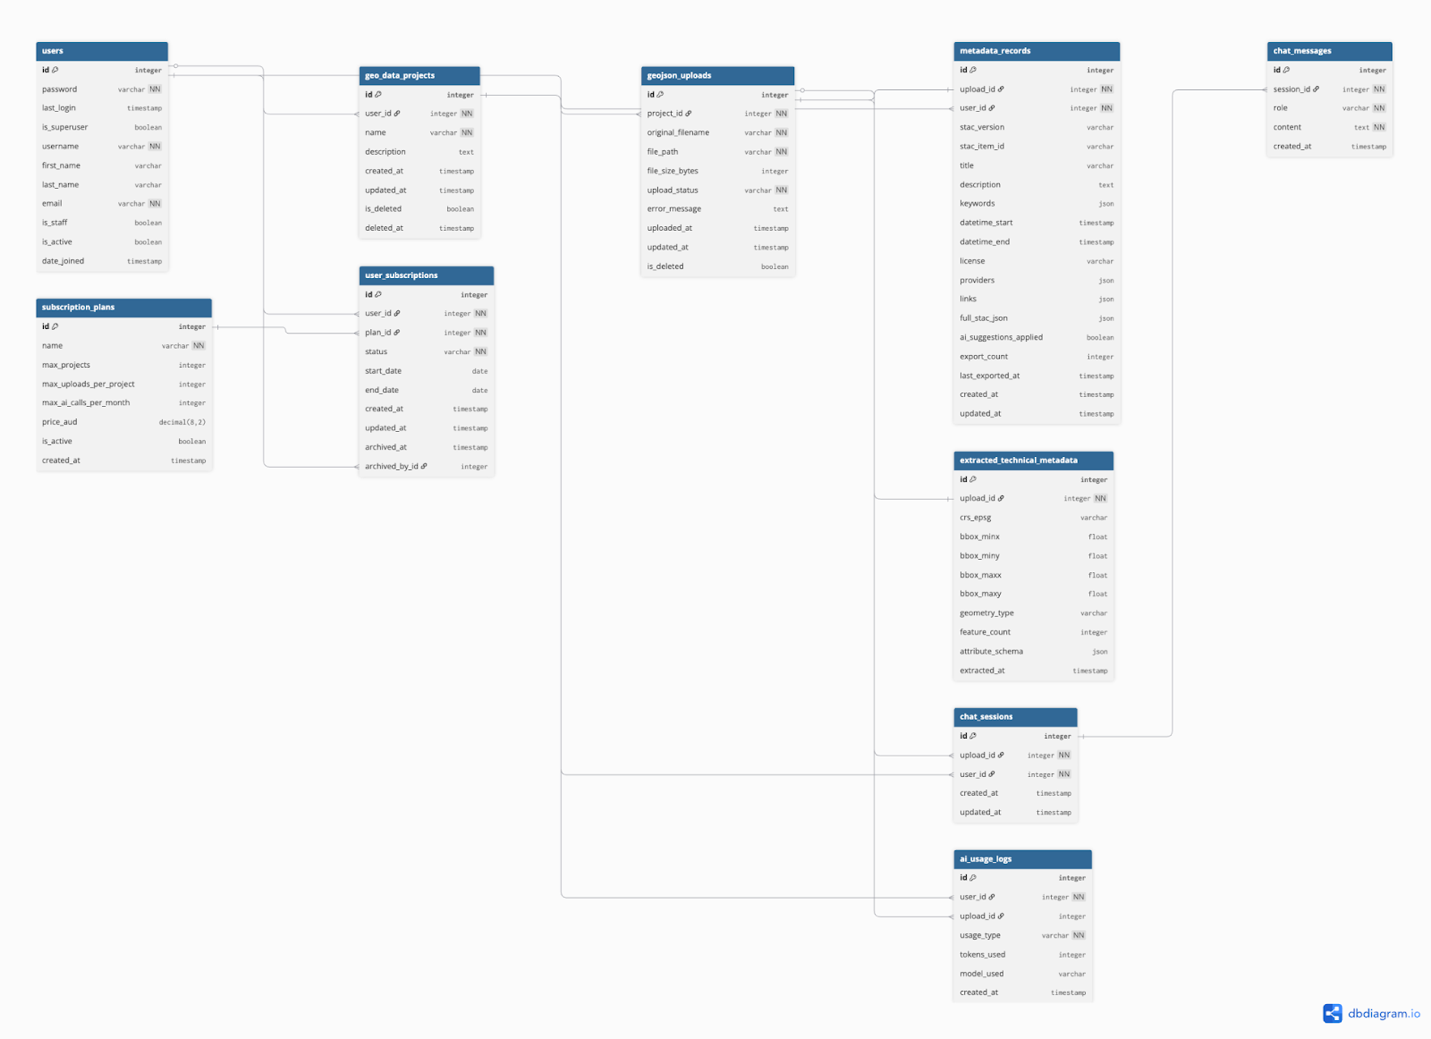 users
id integer
password varchar NN
last_login timestamp
is_superuser boolean
username varchar NN
first_name varchar
last_name varchar
email varchar NN
is_staff boolean
is_active boolean
date_joined timestamp
subscription_plans
id integer
name varchar NN
max_projects integer
max_uploads_per_project integer
max_ai_calls_per_month integer
price_aud decimal(8,2)
is_active boolean
created_at timestamp
geo_data_projects
id integer
user_id integer NN
name varchar NN
description text
created_at timestamp
updated_at timestamp
is_deleted boolean
deleted_at timestamp
user_subscriptions
id integer
user_id integer NN
plan_id integer NN
status varchar NN
start_date date
end_date date
created_at timestamp
updated_at timestamp
archived_at timestamp
archived_by_id integer
geojson_uploads
id integer
project_id integer NN
original_filename varchar NN
file_path varchar NN
file_size_bytes integer
upload_status varchar NN
error_message text
uploaded_at timestamp
updated_at timestamp
is_deleted boolean
metadata_records
id integer
upload_id integer NN
user_id integer NN
stac_version varchar
stac_item_id varchar
title varchar
description text
keywords json
datetime_start timestamp
datetime_end timestamp
license varchar
providers json
links json
full_stac_json json
ai_suggestions_applied boolean
export_count integer
last_exported_at timestamp
created_at timestamp
updated_at timestamp
extracted_technical_metadata
id integer
upload_id integer NN
crs_epsg varchar
bbox_minx float
bbox_miny float
bbox_maxx float
bbox_maxy float
geometry_type varchar
feature_count integer
attribute_schema json
extracted_at timestamp
chat_sessions
id integer
upload_id integer NN
user_id integer NN
created_at timestamp
updated_at timestamp
ai_usage_logs
id integer
user_id integer NN
upload_id integer
usage_type varchar NN
tokens_used integer
model_used varchar
created_at timestamp
chat_messages
id integer
session_id integer NN
role varchar NN
content text NN
created_at timestamp
dbdiagram.io